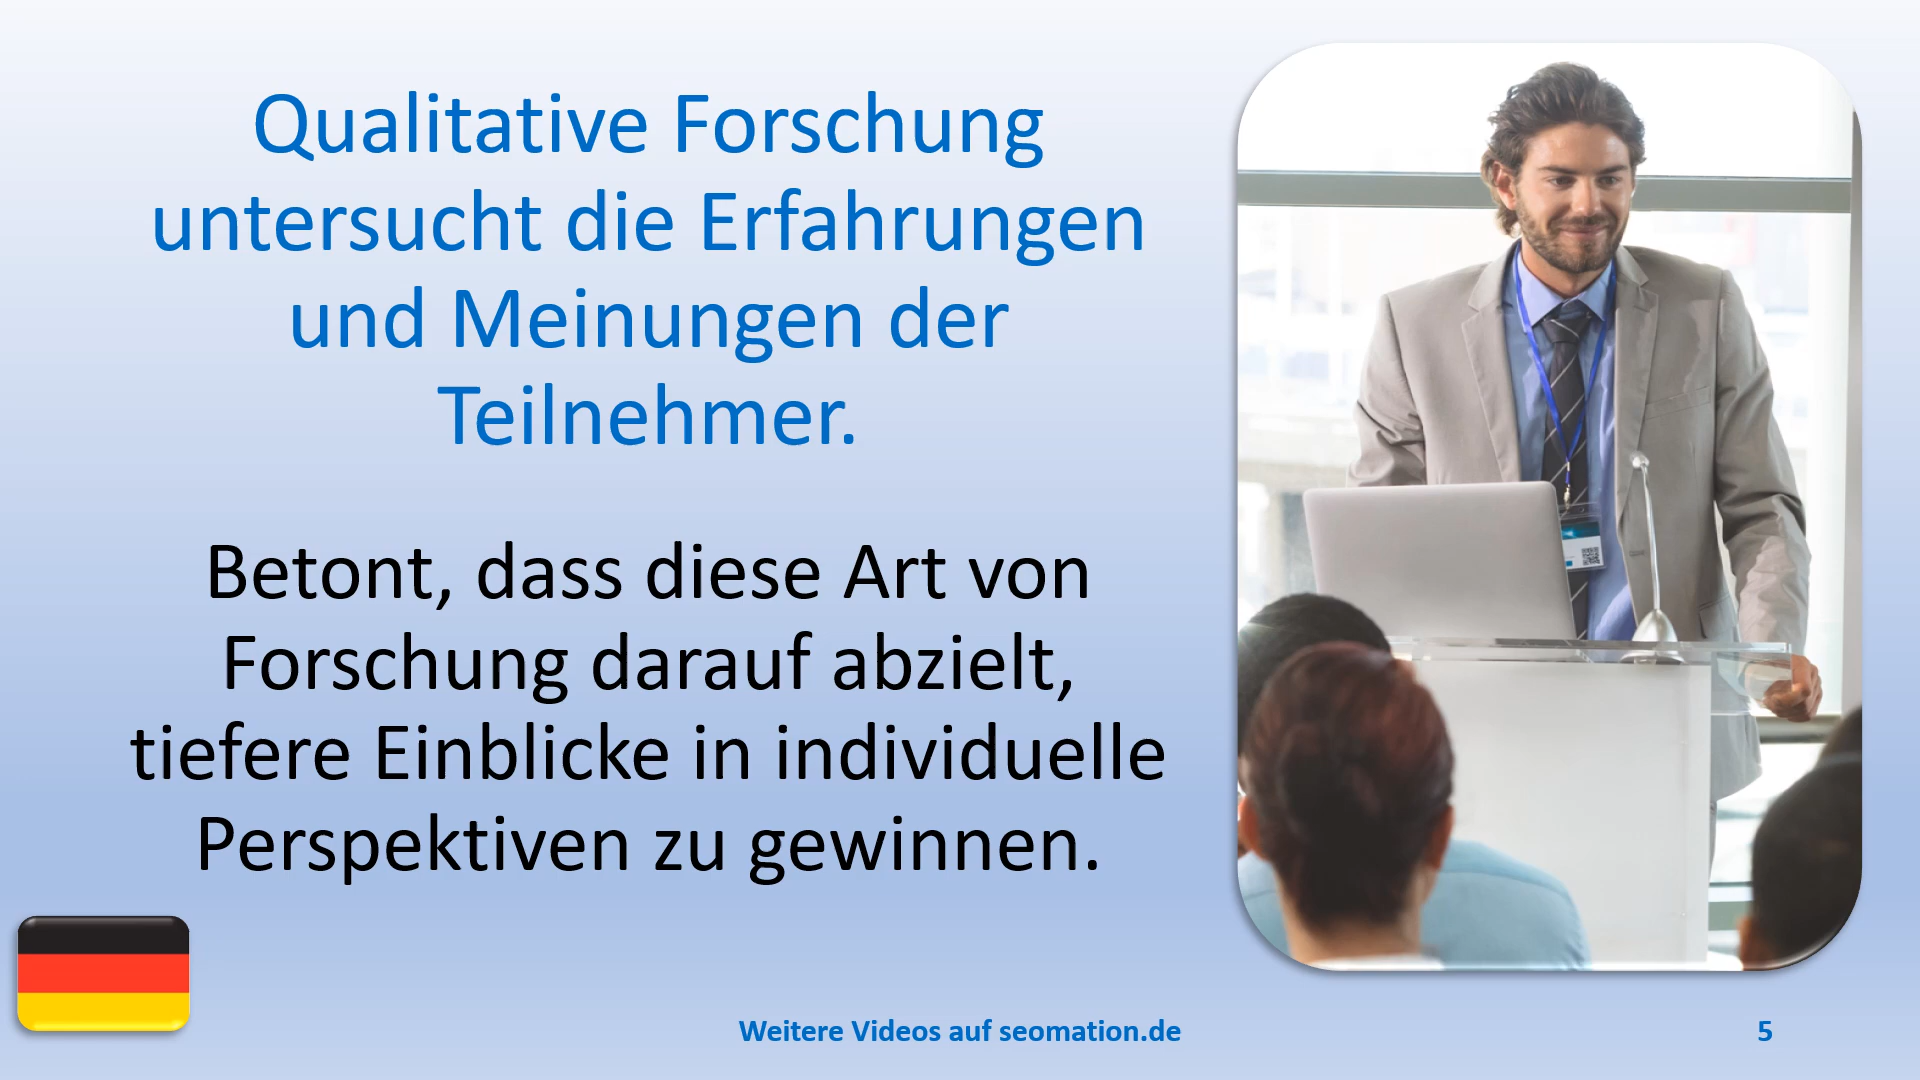 Qualitative Forschung
untersucht die Erfahrungen
und Meinungen der
Teilnehmer.
Betont, dass diese Art von
Forschung darauf abzielt,
tiefere Einblicke in individuelle
Perspektiven zu gewinnen.
Weitere Videos auf seomation.de
5